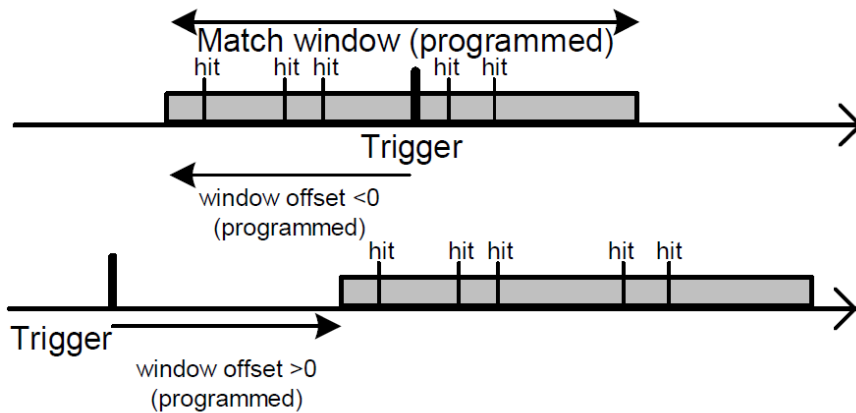 Match window (programmed)
hit hit hit hit hit
Trigger
window offset <0
(programmed)
hit hit hit hit hit
Trigger
window offset >0
(programmed)